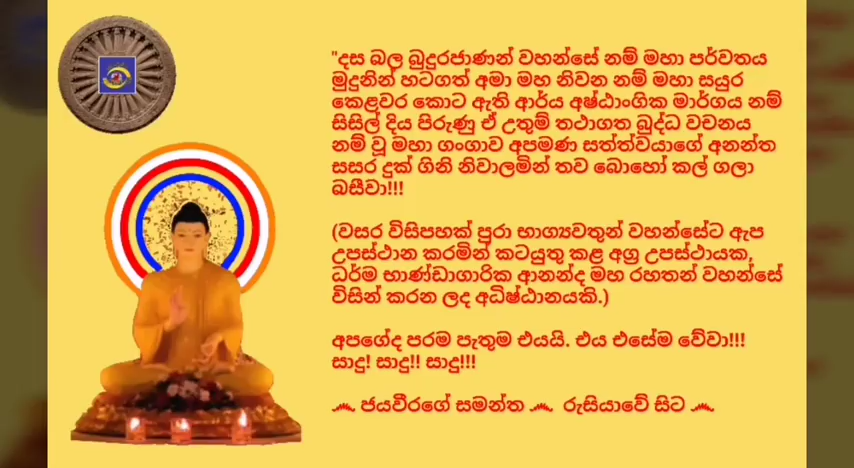 "දස බල බුදුරජාණන් වහන්සේ නම් මහා පර්වතය
මුදුනින් හටගත් අමා මහ නිවන නම් මහා සයුර
කෙළවර කොට ඇති ආර්ය අෂ්ඨාංගික මාර්ගය නම්
සිසිල් දිය පිරුණු ඒ උතුම් තථාගත බුද්ධ වචනය
නම් වූ මහා ගංගාව අපමණ සත්ත්වයාගේ අනන්ත
සසර දුක් ගිනි නිවාලමින් තව බොහෝ කල් ගලා
බසීවා!!!
(වසර විසිපහක් පුරා භාග්‍යවතුන් වහන්සේට ඇප
උපස්ථාන කරමින් කටයුතු කළ අග්‍ර උපස්ථායක,
ධර්ම භාණ්ඩාගාරික ආනන්ද මහ රහතන් වහන්සේ
විසින් කරන ලද අධිෂ්ඨානයකි.)
අපගේද පරම පැතුම එයයි. එය එසේම වේවා!!!
සාදු! සාදු!! සාදු!!!
෴ ජයවීරගේ සමන්ත ෴ රුසියාවේ සිට ෴